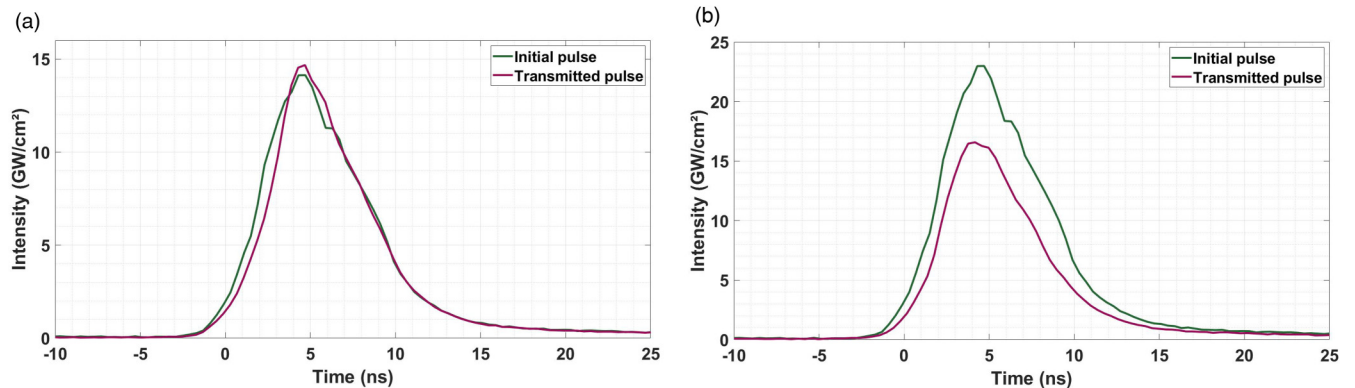 (a)
Intensity (GW/cm²)
15
10
5
0
-10 -5 0 5 10 15 20 25
Time (ns)
Initial pulse
Transmitted pulse
(b)
Intensity (GW/cm²)
25
20
15
10
5
0
-10 -5 0 5 10 15 20 25
Time (ns)
Initial pulse
Transmitted pulse